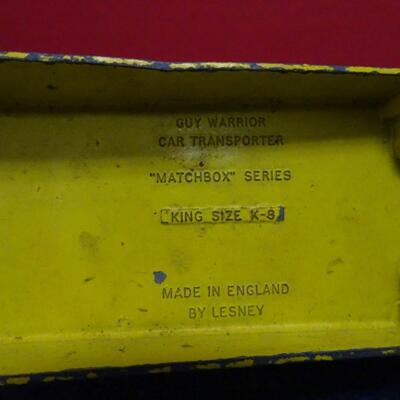 GUY WARRIOR
CAR TRANSPORTER
"MATCHBOX" SERIES
KING SIZE K-8
MADE IN ENGLAND
BY LESNEY